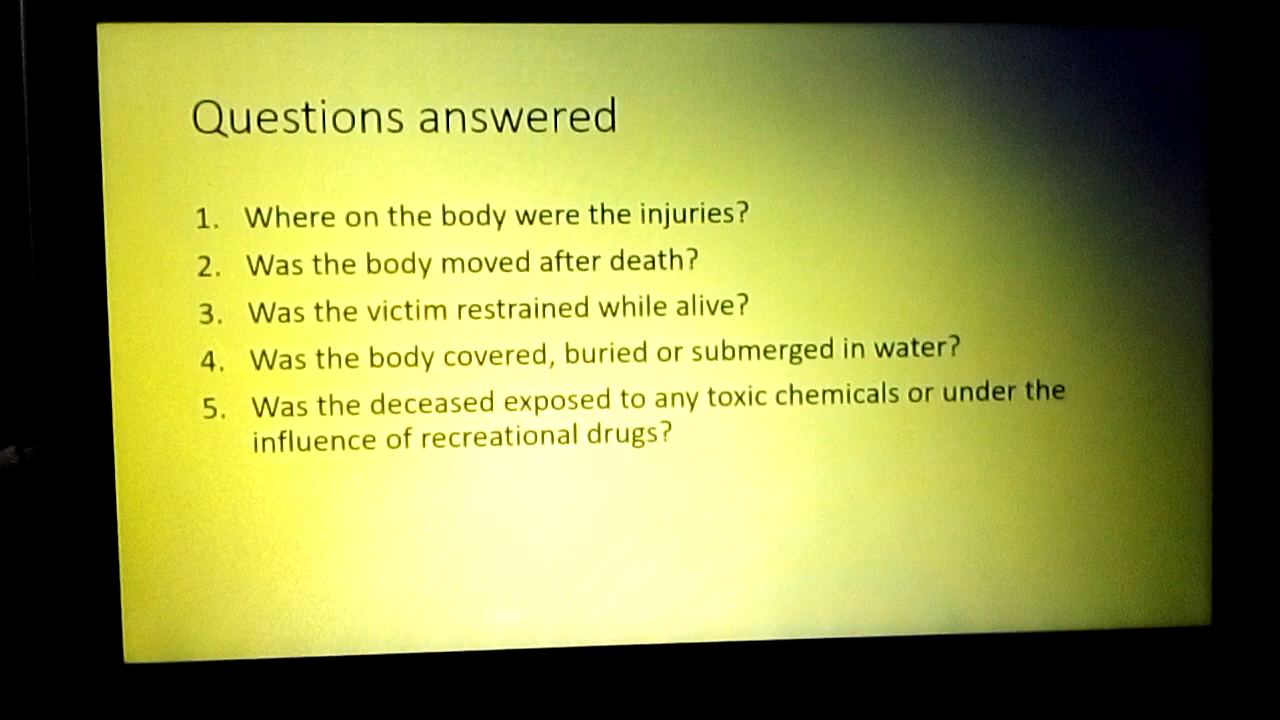 Questions answered
1. Where on the body were the injuries?
2. Was the body moved after death?
3. Was the victim restrained while alive?
4. Was the body covered, buried or submerged in water?
5. Was the deceased exposed to any toxic chemicals or under the
influence of recreational drugs?